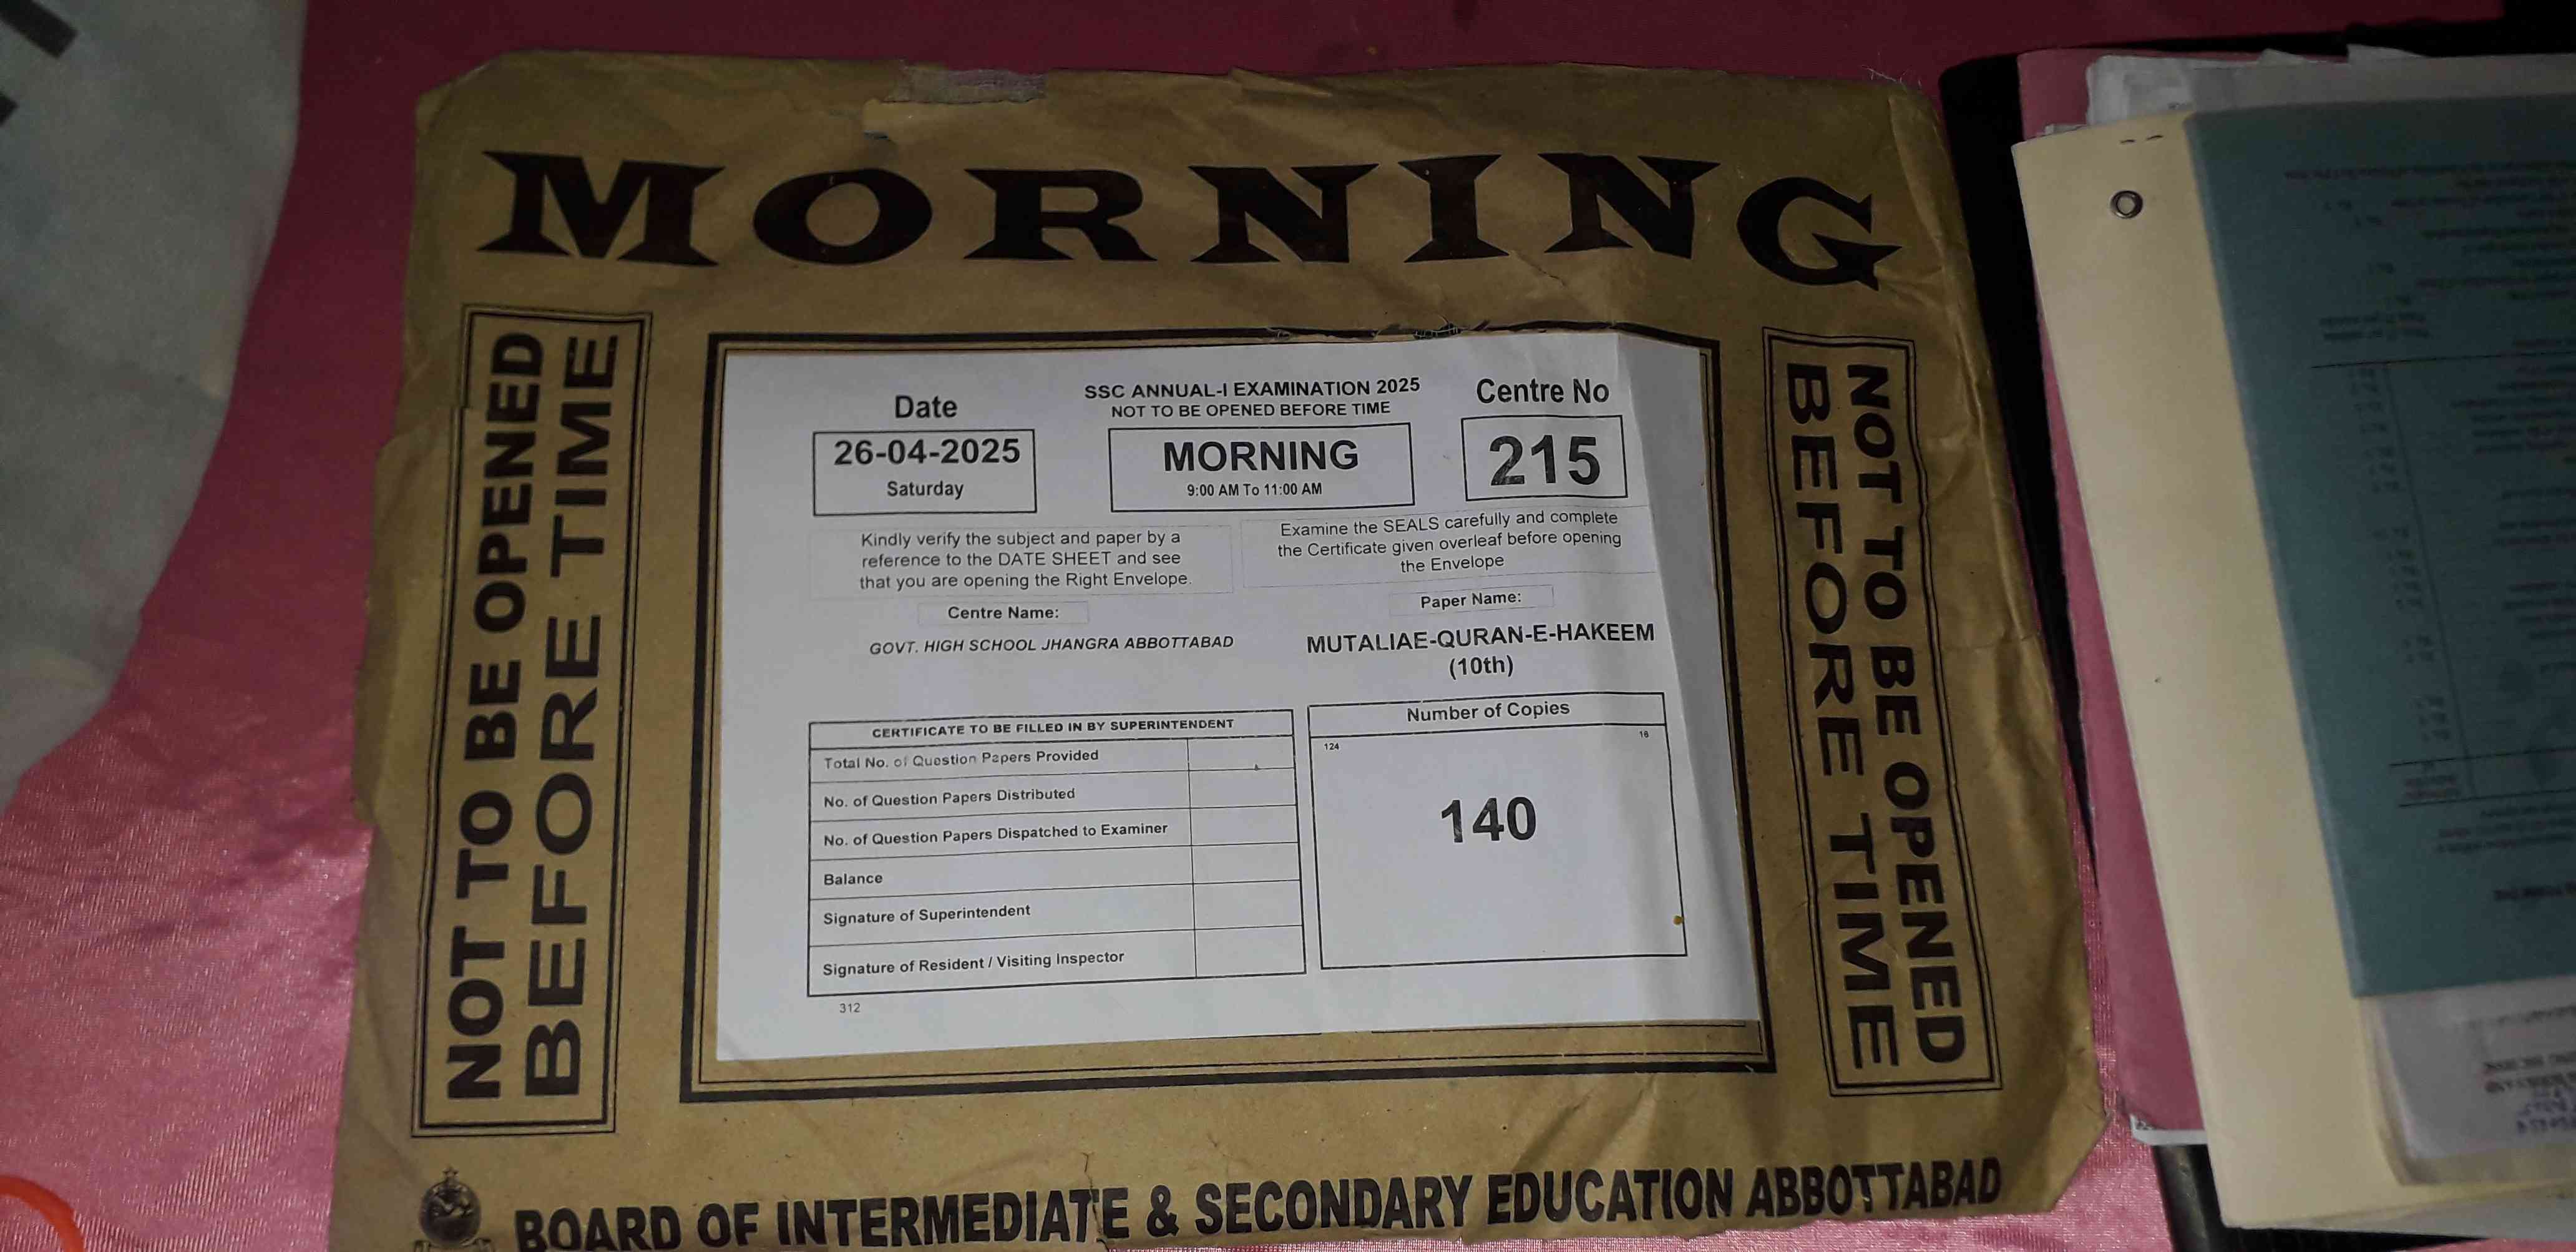 MORNING
NOT TO BE OPENED
BEFORE TIME
Date
26-04-2025
Saturday
SSC ANNUAL-I EXAMINATION 2025
NOT TO BE OPENED BEFORE TIME
MORNING
9:00 AM To 11:00 AM
Centre No
215
Kindly verify the subject and paper by a
reference to the DATE SHEET and see
that you are opening the Right Envelope.
Examine the SEALS carefully and complete
the Certificate given overleaf before opening
the Envelope
Centre Name:
GOVT. HIGH SCHOOL JHANGRA ABBOTTABAD
Paper Name:
MUTALIAE-QURAN-E-HAKEEM
(10th)
CERTIFICATE TO BE FILLED IN BY SUPERINTENDENT
Total No. of Question Papers Provided
No. of Question Papers Distributed
No. of Question Papers Dispatched to Examiner
Balance
Signature of Superintendent
Signature of Resident / Visiting Inspector
312
Number of Copies
124
16
140
NOT TO BE OPENED
BEFORE TIME
BOARD OF INTERMEDIATE & SECONDARY EDUCATION ABBOTTABAD